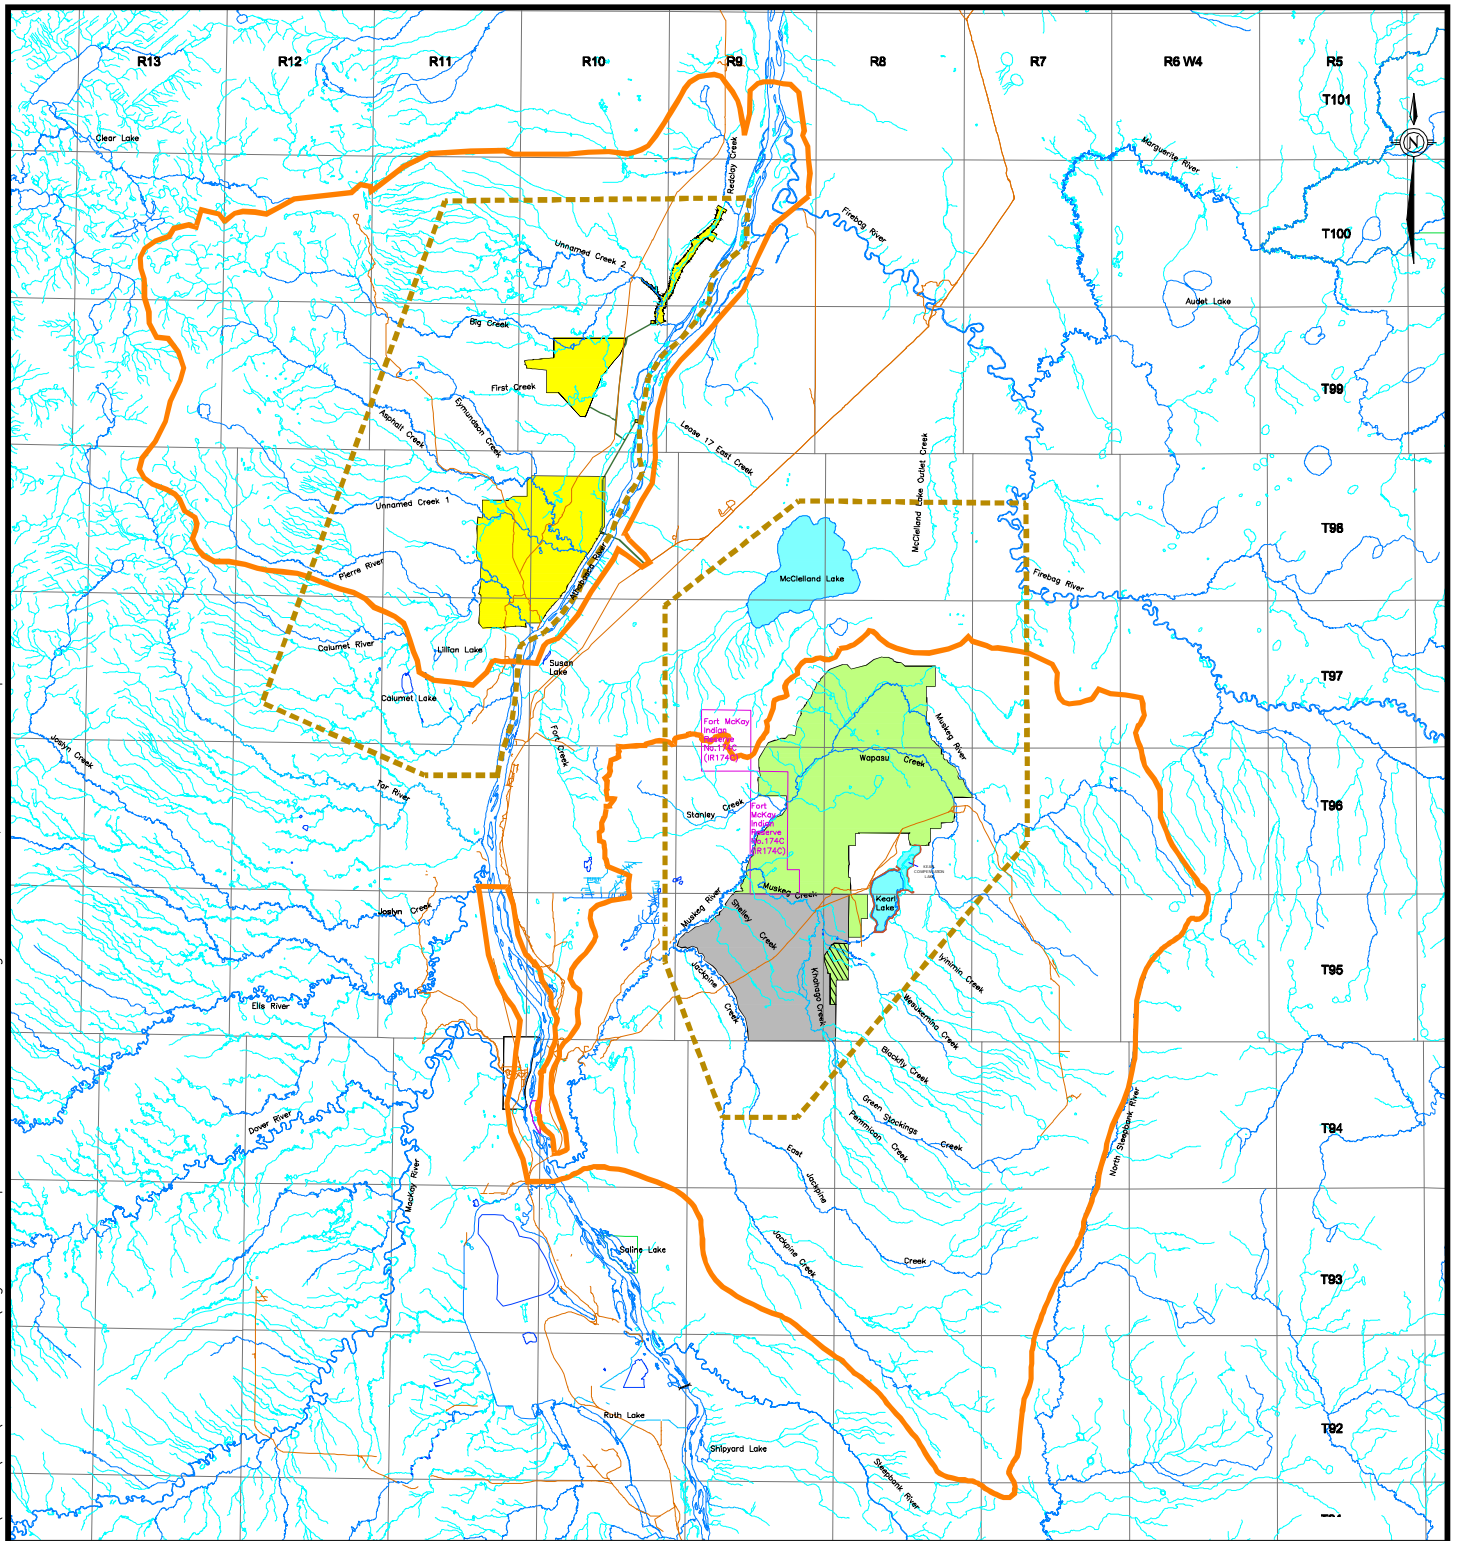 R13
R12
R11
R10
R9
R8
R7
R6 W4
R5
T101
Clear Lake
Marguerite River
Redclay Creek
Firebag River
T100
Unnamed Creek 2
Audet Lake
Big Creek
First Creek
T99
Eymundson Creek
Asphalt Creek
Lease 17 East Creek
McClelland Lake Outlet Creek
Unnamed Creek 1
T98
Pierre River
Athabasca River
McClelland Lake
Firebag River
Calumet River
Lillian Lake
Susan
Lake
Calumet Lake
T97
Fort McKay
Indian
Reserve
No.174C
(IR174C)
Muskeg River
Joslyn Creek
Fort Creek
Wapasu Creek
Tar River
Stanley Creek
Fort
McKay
Indian
Reserve
No.174C
(IR174C)
T96
KEARL
COMPENSATION
LAKE
Muskeg Creek
Kearl
Lake
Joslyn Creek
Muskeg River
Shelley Creek
Iyinimin Creek
T95
Jackpine Creek
Khahago Creek
Wesukemina Creek
Ells River
Blackfly Creek
Green Stockings Creek
Pemmican Creek
Dover River
T94
East Jackpine Creek
North Steepbank River
MacKay River
Jackpine Creek
Saline Lake
T93
Ruth Lake
Shipyard Lake
T92
Steepbank River
N